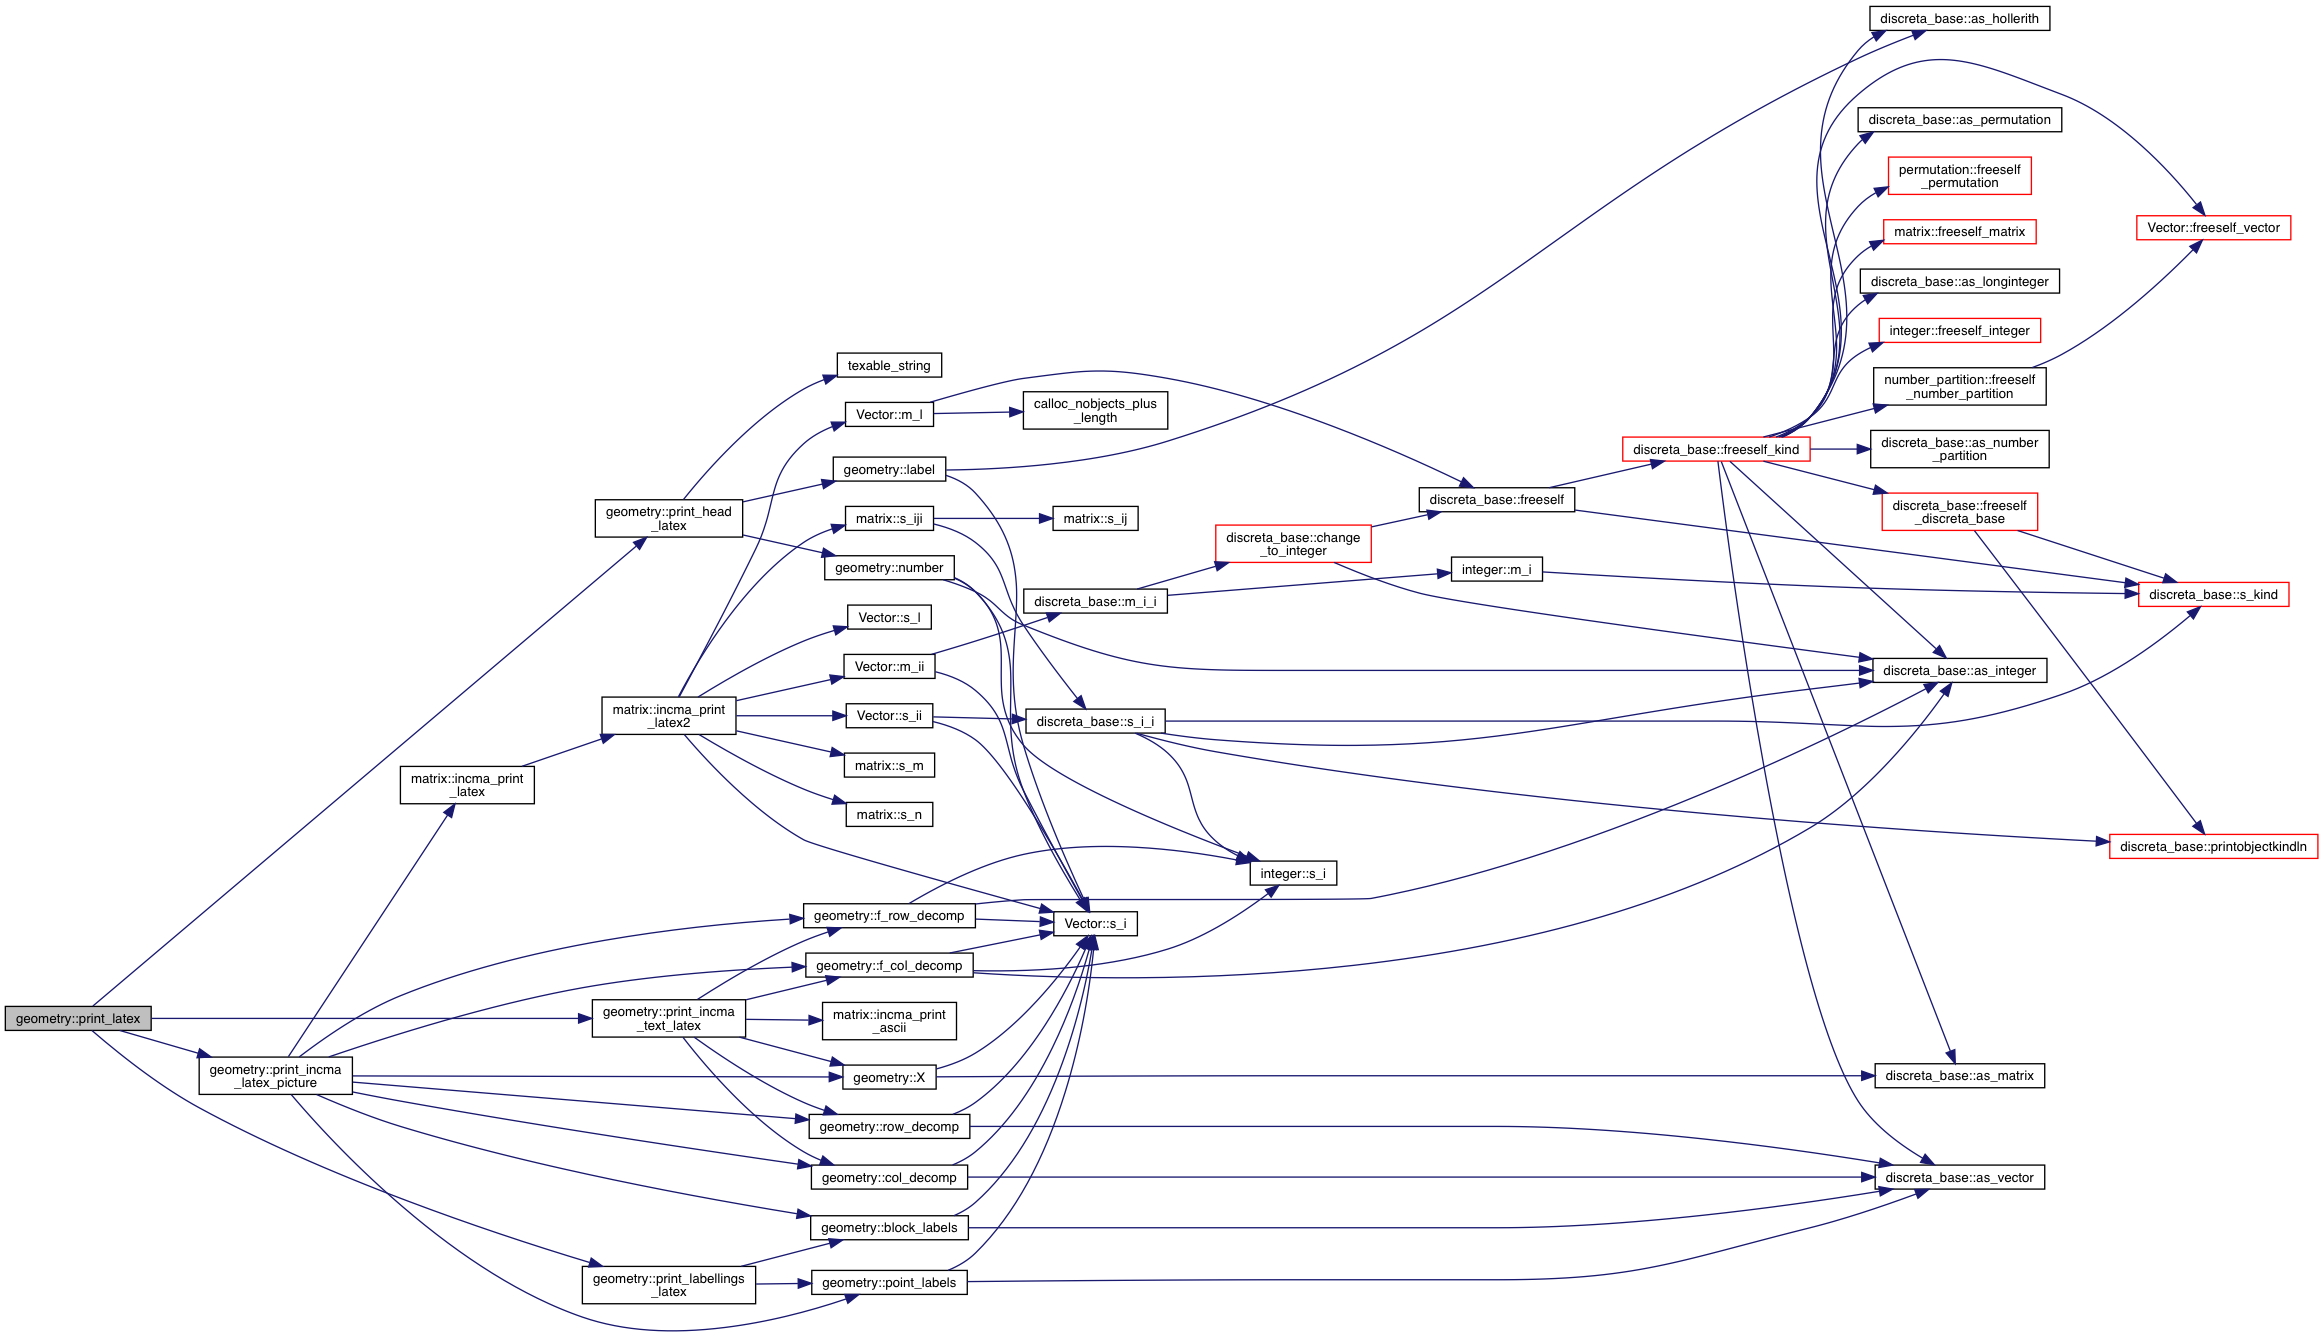 geometry::print_latex
geometry::print_head
_latex
texable_string
geometry::label
discreta_base::as_hollerith
discreta_base::s_i_i
integer::s_i
discreta_base::as_integer
discreta_base::s_kind
discreta_base::printobjectkindln
Vector::s_i
geometry::number
geometry::print_incma
_latex_picture
matrix::incma_print
_latex
matrix::incma_print
_latex2
Vector::m_l
calloc_nobjects_plus
_length
discreta_base::freeself
discreta_base::freeself_kind
discreta_base::as_permutation
permutation::freeself
_permutation
matrix::freeself_matrix
Vector::freeself_vector
discreta_base::as_longinteger
integer::freeself_integer
number_partition::freeself
_number_partition
discreta_base::as_number
_partition
discreta_base::freeself
_discreta_base
matrix::s_iji
matrix::s_ij
Vector::s_l
Vector::m_ii
discreta_base::m_i_i
discreta_base::change
_to_integer
integer::m_i
Vector::s_ii
matrix::s_m
matrix::s_n
geometry::f_row_decomp
geometry::f_col_decomp
geometry::print_incma
_text_latex
matrix::incma_print
_ascii
geometry::X
discreta_base::as_matrix
geometry::row_decomp
geometry::col_decomp
discreta_base::as_vector
geometry::block_labels
geometry::print_labellings
_latex
geometry::point_labels